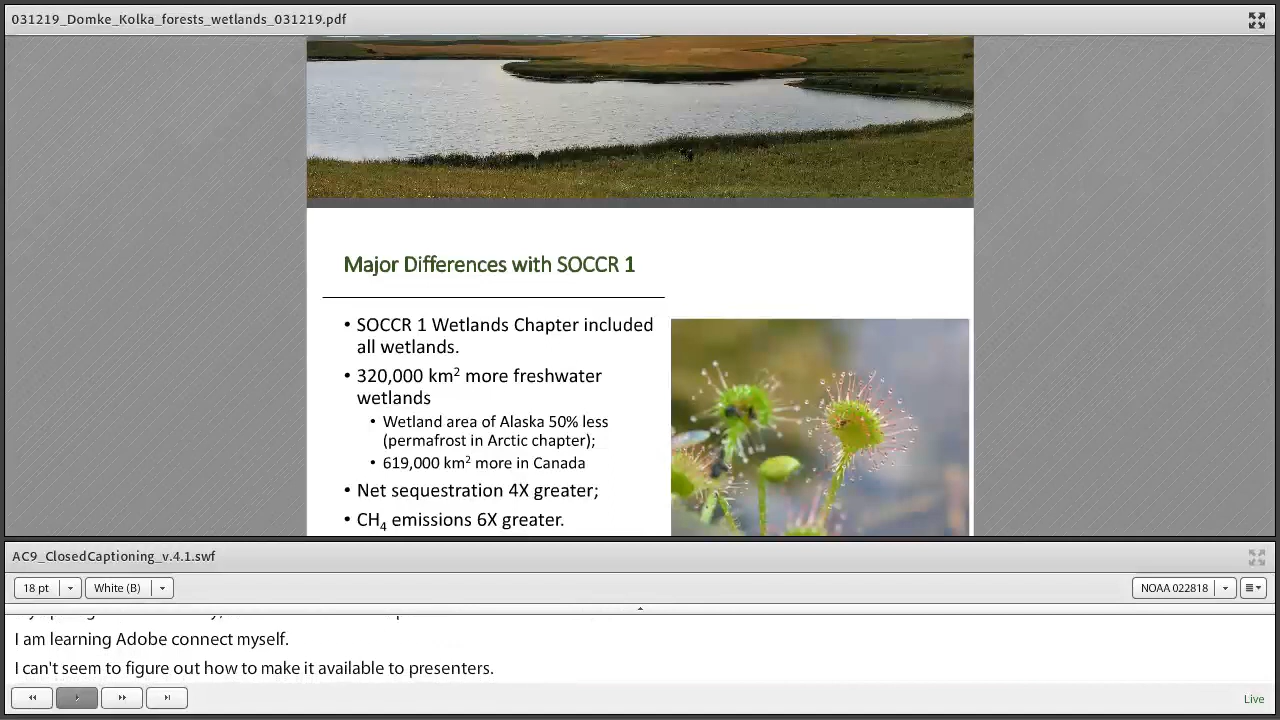 031219_Domke_Kolka_forests_wetlands_031219.pdf
Major Differences with SOCCR 1
• SOCCR 1 Wetlands Chapter included
all wetlands.
• 320,000 km² more freshwater
wetlands
• Wetland area of Alaska 50% less
(permafrost in Arctic chapter);
• 619,000 km² more in Canada
• Net sequestration 4X greater;
• CH₄ emissions 6X greater.
AC9_ClosedCaptioning_v.4.1.swf
18 pt White (B) NOAA 022818
I am learning Adobe connect myself.
I can't seem to figure out how to make it available to presenters.
Live